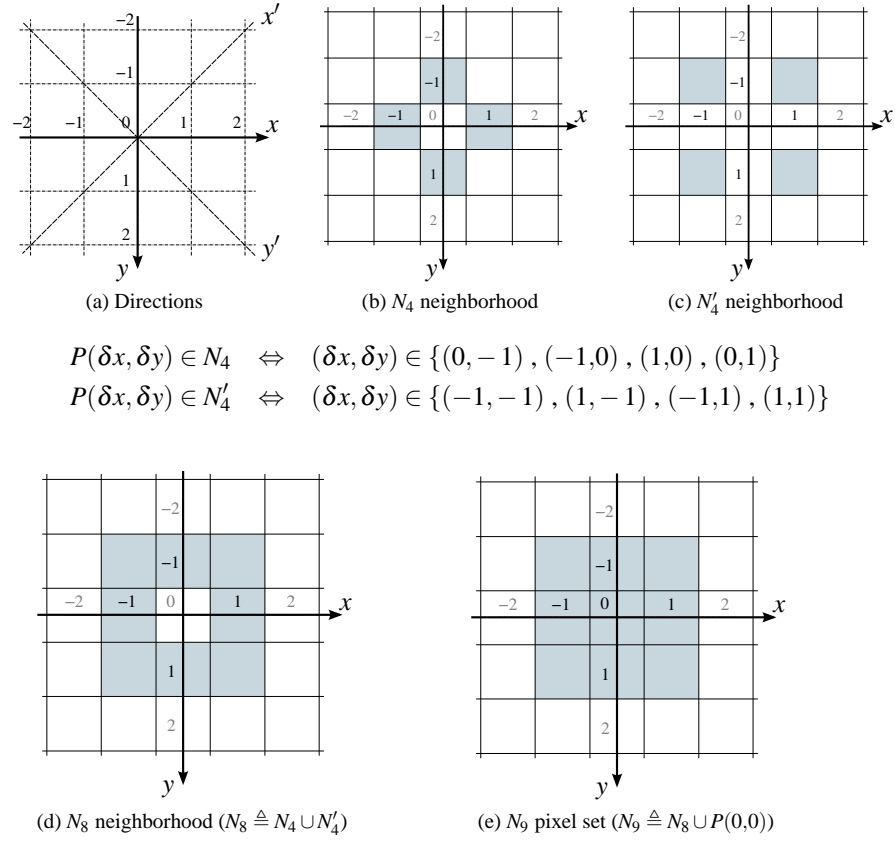 −2 x′
−1
−2 −1 0 1 2 x
1
2 y′
y
(a) Directions
−2
−1
−2 −1 0 1 2 x
1
2
y
(b) N₄ neighborhood
−2
−1
−2 −1 0 1 2 x
1
2
y
(c) N′₄ neighborhood
P(δx, δy) ∈ N₄ ⇔ (δx, δy) ∈ {(0,−1) , (−1,0) , (1,0) , (0,1)}
P(δx, δy) ∈ N′₄ ⇔ (δx, δy) ∈ {(−1,−1) , (1,−1) , (−1,1) , (1,1)}
−2
−1
−2 −1 0 1 2 x
1
2
y
(d) N₈ neighborhood (N₈ ≜ N₄ ∪ N′₄)
−2
−1
−2 −1 0 1 2 x
1
2
y
(e) N₉ pixel set (N₉ ≜ N₈ ∪ P(0,0))